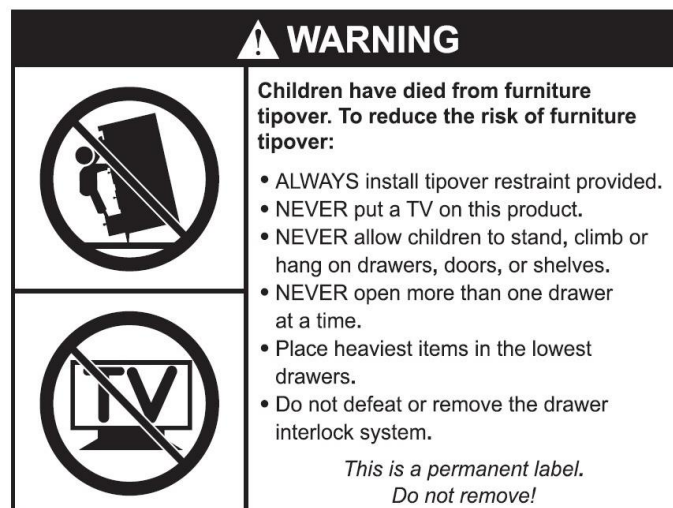 WARNING
Children have died from furniture
tipover. To reduce the risk of furniture
tipover:
• ALWAYS install tipover restraint provided.
• NEVER put a TV on this product.
• NEVER allow children to stand, climb or
hang on drawers, doors, or shelves.
• NEVER open more than one drawer
at a time.
• Place heaviest items in the lowest
drawers.
• Do not defeat or remove the drawer
interlock system.
TV
This is a permanent label.
Do not remove!